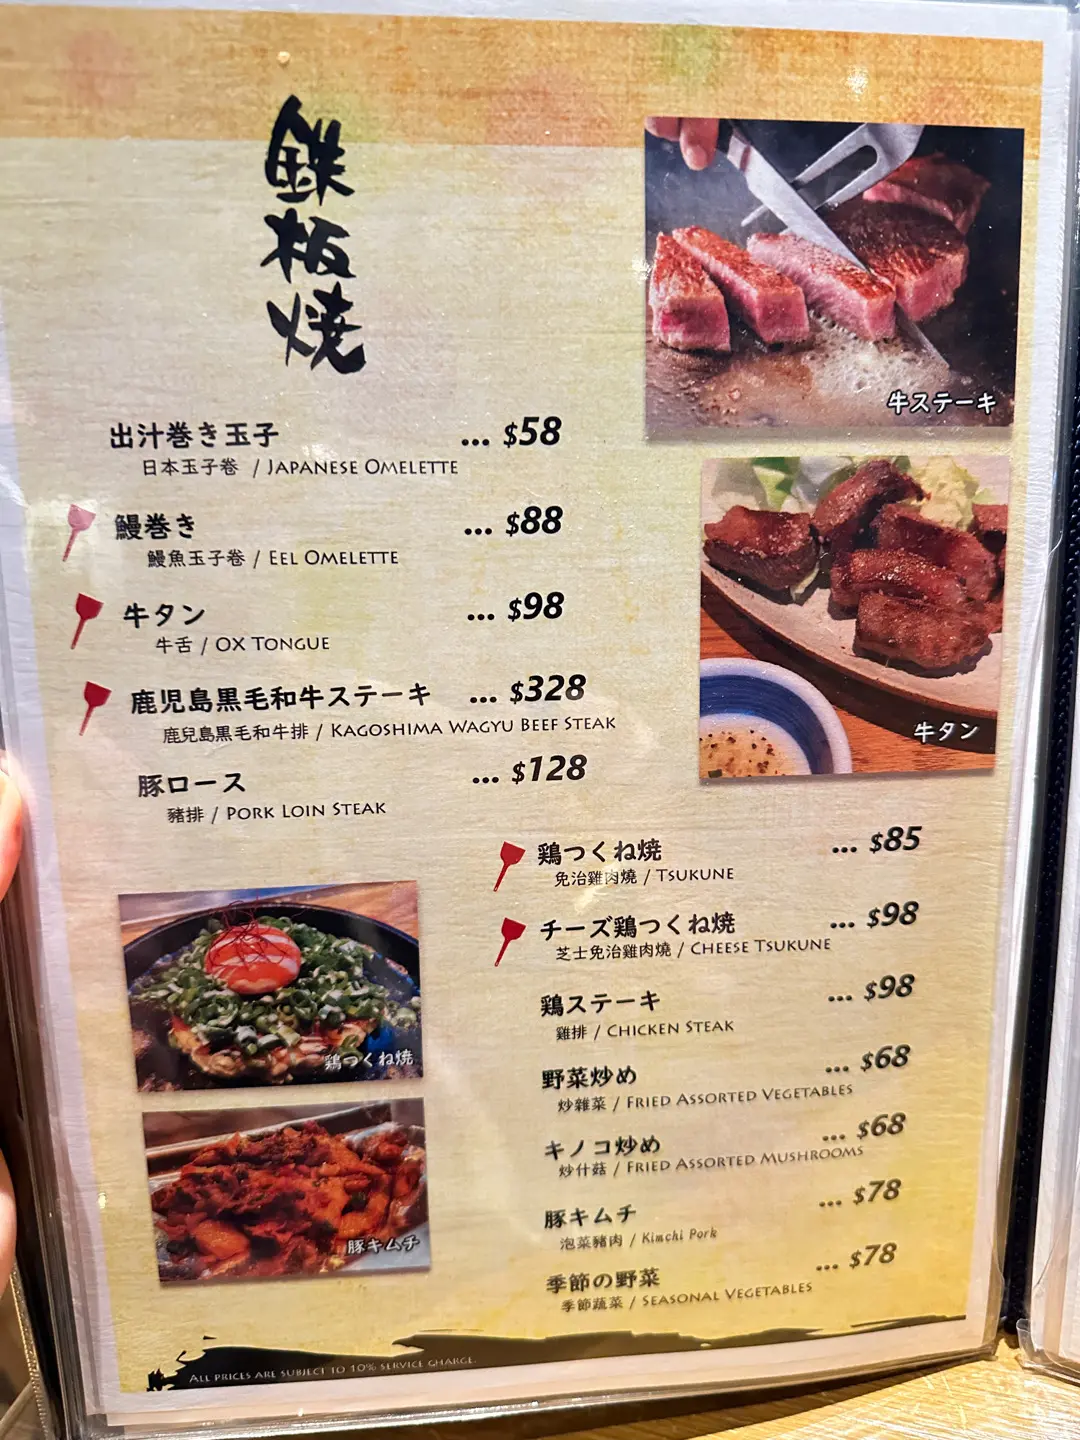 鉄板焼
牛ステーキ
出汁巻き玉子 ... $58
日本玉子巻 / JAPANESE OMELETTE
鰻巻き ... $88
鰻魚玉子巻 / EEL OMELETTE
牛タン ... $98
牛舌 / OX TONGUE
鹿児島黒毛和牛ステーキ ... $328
鹿兒島黒毛和牛排 / KAGOSHIMA WAGYU BEEF STEAK
牛タン
豚ロース ... $128
豬排 / PORK LOIN STEAK
鶏つくね焼 ... $85
免治雞肉燒 / TSUKUNE
チーズ鶏つくね焼 ... $98
芝士免治雞肉燒 / CHEESE TSUKUNE
鶏ステーキ ... $98
雞排 / CHICKEN STEAK
鶏つくね焼
野菜炒め ... $68
炒雜菜 / FRIED ASSORTED VEGETABLES
キノコ炒め ... $68
炒什菇 / FRIED ASSORTED MUSHROOMS
豚キムチ ... $78
泡菜豬肉 / Kimchi Pork
豚キムチ
季節の野菜 ... $78
季節蔬菜 / SEASONAL VEGETABLES
ALL PRICES ARE SUBJECT TO 10% SERVICE CHARGE.